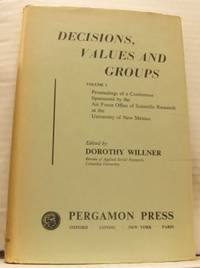 DECISIONS,
VALUES AND
GROUPS
VOLUME I
Proceedings of a Conference
Sponsored by the
Air Force Office of Scientific Research
at the
University of New Mexico
Edited by
DOROTHY WILLNER
Bureau of Applied Social Research,
Columbia University
PERGAMON PRESS
OXFORD LONDON NEW YORK PARIS